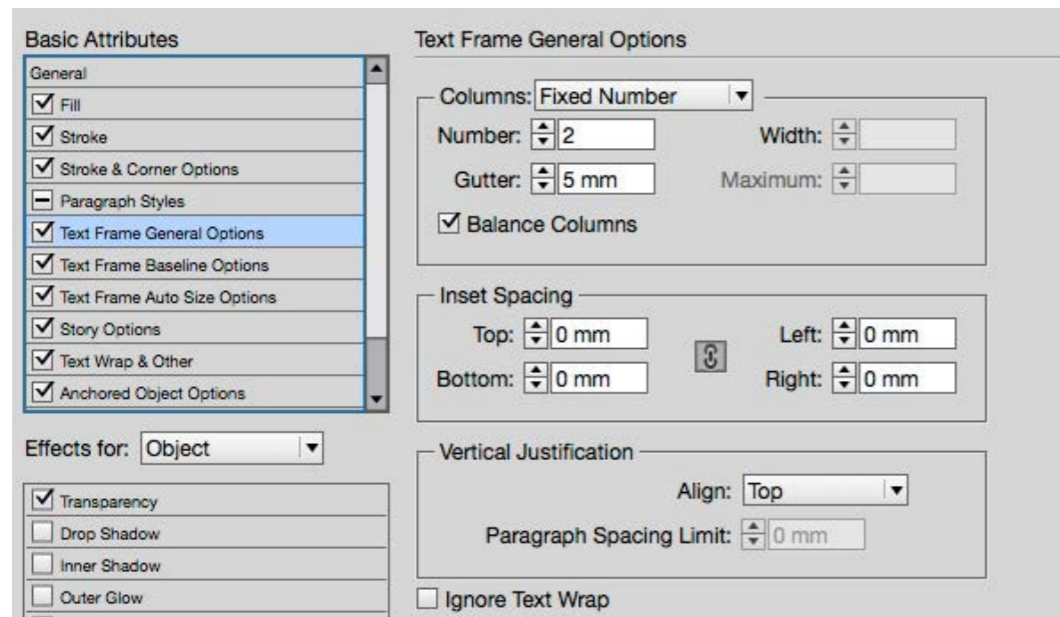 Basic Attributes
General
Fill
Stroke
Stroke & Corner Options
Paragraph Styles
Text Frame General Options
Text Frame Baseline Options
Text Frame Auto Size Options
Story Options
Text Wrap & Other
Anchored Object Options
Effects for: Object
Transparency
Drop Shadow
Inner Shadow
Outer Glow
Text Frame General Options
Columns: Fixed Number
Number: 2 Width:
Gutter: 5 mm Maximum:
Balance Columns
Inset Spacing
Top: 0 mm Left: 0 mm
Bottom: 0 mm Right: 0 mm
Vertical Justification
Align: Top
Paragraph Spacing Limit: 0 mm
Ignore Text Wrap